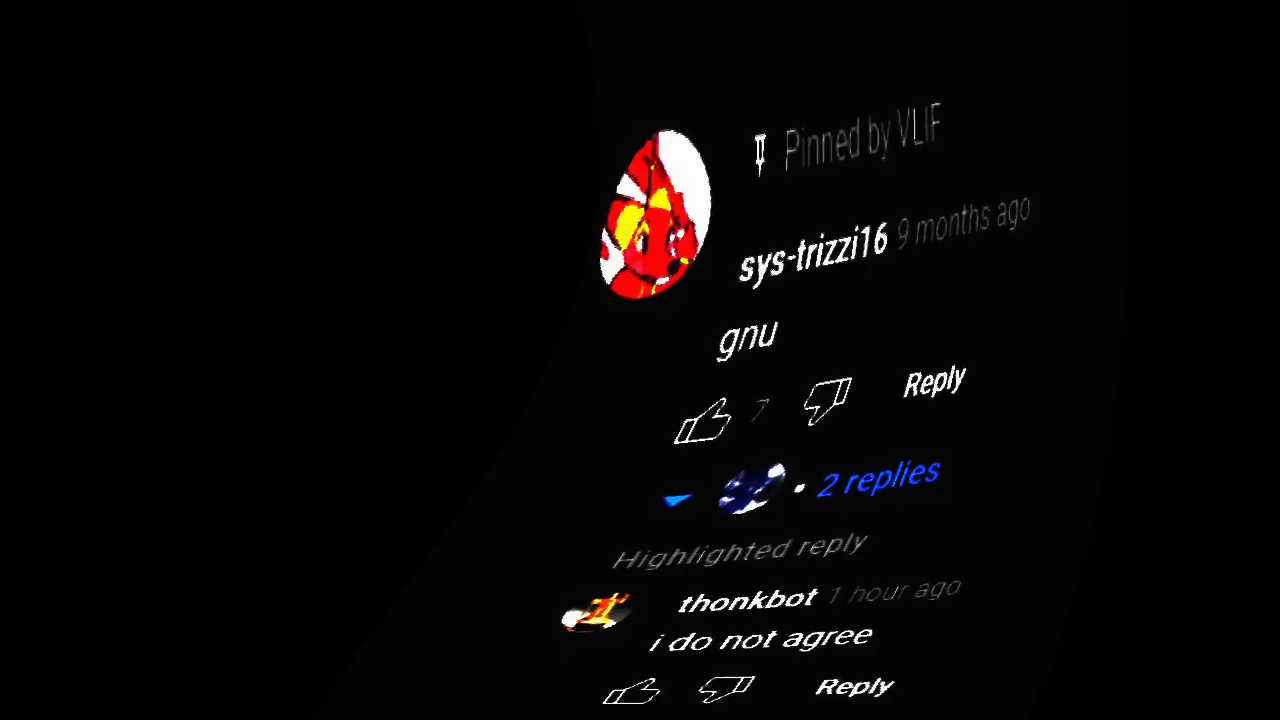 Pinned by VLIF
sys-trizzi16 9 months ago
gnu
7 Reply
2 replies
Highlighted reply
thonkbot 1 hour ago
i do not agree
Reply